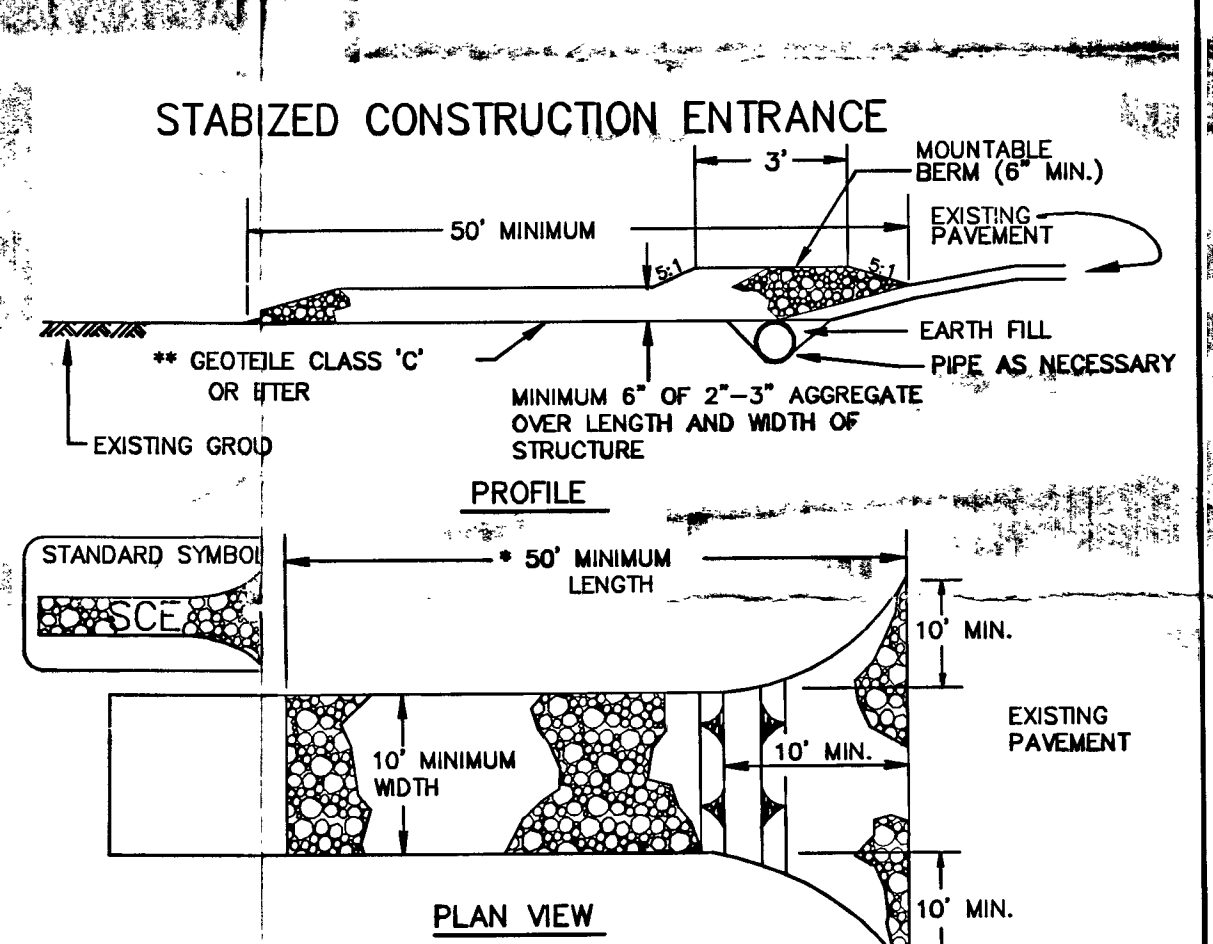 STABIZED CONSTRUCTION ENTRANCE
3'
MOUNTABLE
BERM (6" MIN.)
50' MINIMUM
EXISTING
PAVEMENT
5:1
5:1
EARTH FILL
** GEOTEILE CLASS 'C'
OR ETTER
PIPE AS NECESSARY
MINIMUM 6" OF 2"-3" AGGREGATE
OVER LENGTH AND WIDTH OF
STRUCTURE
EXISTING GROUD
PROFILE
STANDARD SYMBOL
SCE
* 50' MINIMUM
LENGTH
10' MIN.
EXISTING
PAVEMENT
10' MINIMUM
WIDTH
10' MIN.
10' MIN.
PLAN VIEW